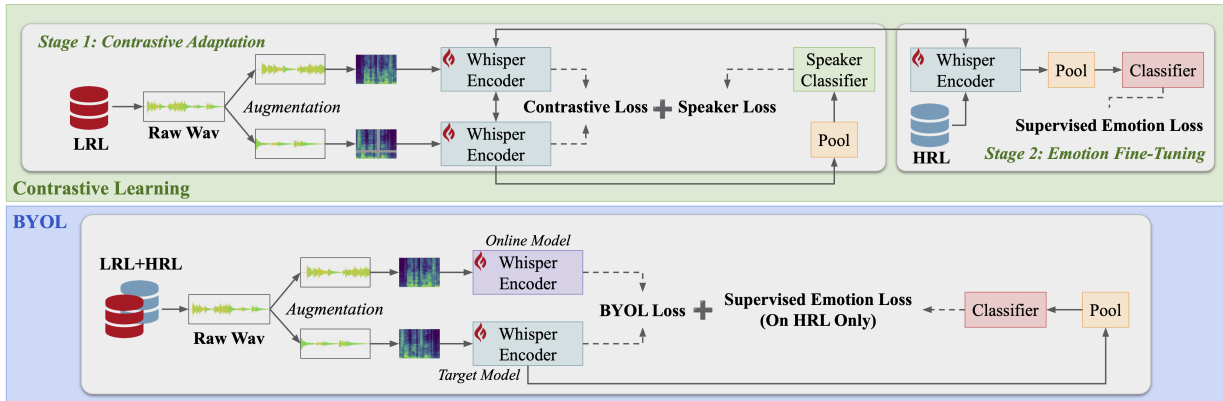 Stage 1: Contrastive Adaptation
LRL
Raw Wav
Augmentation
Whisper
Encoder
Whisper
Encoder
Contrastive Loss + Speaker Loss
Speaker
Classifier
Pool
Whisper
Encoder
Pool
Classifier
HRL
Supervised Emotion Loss
Stage 2: Emotion Fine-Tuning
Contrastive Learning
BYOL
LRL+HRL
Raw Wav
Augmentation
Online Model
Whisper
Encoder
Whisper
Encoder
Target Model
BYOL Loss + Supervised Emotion Loss
(On HRL Only)
Classifier
Pool